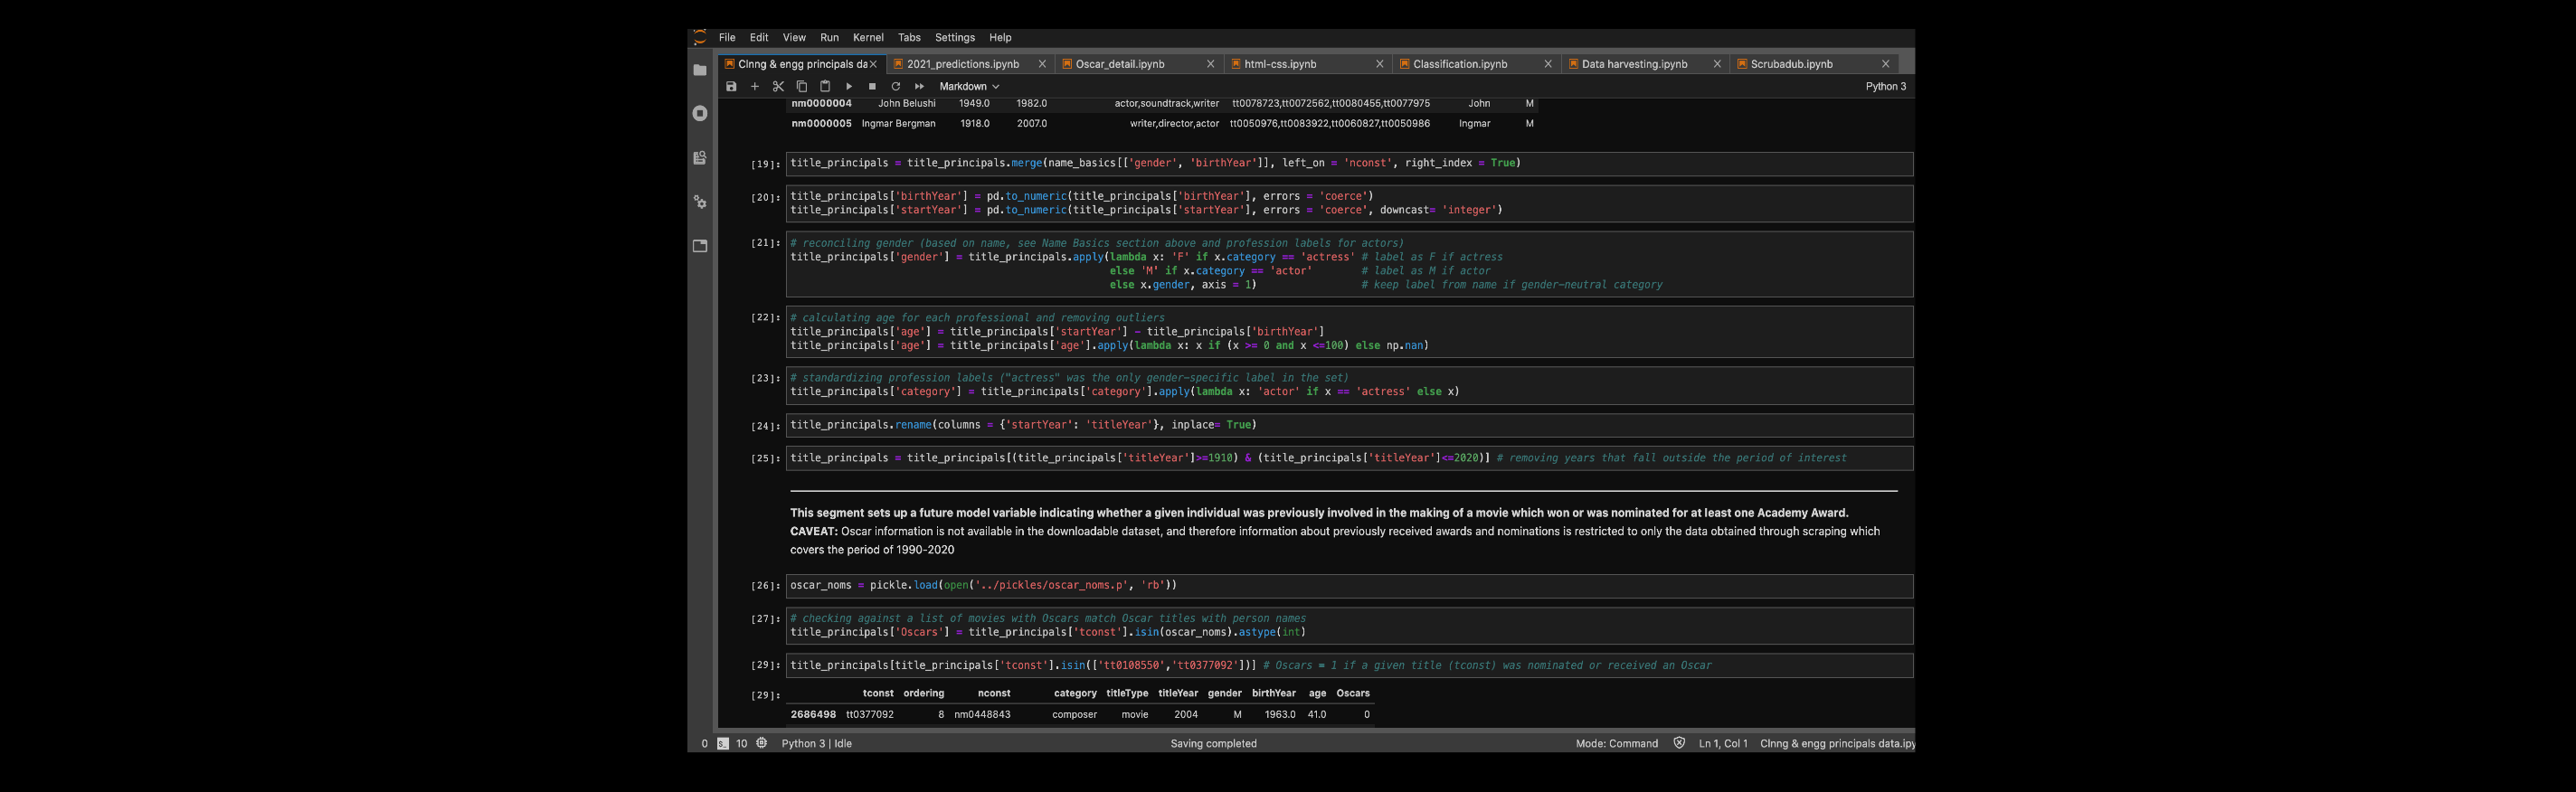 File Edit View Run Kernel Tabs Settings Help
Clnng & engg principals da 2021_predictions.ipynb Oscar_detail.ipynb html-css.ipynb Classification.ipynb Data harvesting.ipynb Scrubadub.ipynb
Markdown Python 3
nm0000004 John Belushi 1949.0 1982.0 actor,soundtrack,writer tt0078723,tt0072562,tt0080455,tt0077975 John M
nm0000005 Ingmar Bergman 1918.0 2007.0 writer,director,actor tt0050976,tt0083922,tt0060827,tt0050986 Ingmar M
[19]: title_principals = title_principals.merge(name_basics[['gender', 'birthYear']], left_on = 'nconst', right_index = True)
[20]: title_principals['birthYear'] = pd.to_numeric(title_principals['birthYear'], errors = 'coerce')
title_principals['startYear'] = pd.to_numeric(title_principals['startYear'], errors = 'coerce', downcast= 'integer')
[21]: # reconciling gender (based on name, see Name Basics section above and profession labels for actors)
title_principals['gender'] = title_principals.apply(lambda x: 'F' if x.category == 'actress' # label as F if actress
else 'M' if x.category == 'actor' # label as M if actor
else x.gender, axis = 1) # keep label from name if gender-neutral category
[22]: # calculating age for each professional and removing outliers
title_principals['age'] = title_principals['startYear'] - title_principals['birthYear']
title_principals['age'] = title_principals['age'].apply(lambda x: x if (x >= 0 and x <=100) else np.nan)
[23]: # standardizing profession labels ("actress" was the only gender-specific label in the set)
title_principals['category'] = title_principals['category'].apply(lambda x: 'actor' if x == 'actress' else x)
[24]: title_principals.rename(columns = {'startYear': 'titleYear'}, inplace= True)
[25]: title_principals = title_principals[(title_principals['titleYear']>=1910) & (title_principals['titleYear']<=2020)] # removing years that fall outside the period of interest
This segment sets up a future model variable indicating whether a given individual was previously involved in the making of a movie which won or was nominated for at least one Academy Award.
CAVEAT: Oscar information is not available in the downloadable dataset, and therefore information about previously received awards and nominations is restricted to only the data obtained through scraping which
covers the period of 1990-2020
[26]: oscar_noms = pickle.load(open('../pickles/oscar_noms.p', 'rb'))
[27]: # checking against a list of movies with Oscars match Oscar titles with person names
title_principals['Oscars'] = title_principals['tconst'].isin(oscar_noms).astype(int)
[29]: title_principals[title_principals['tconst'].isin(['tt0108550','tt0377092'])] # Oscars = 1 if a given title (tconst) was nominated or received an Oscar
[29]: tconst ordering nconst category titleType titleYear gender birthYear age Oscars
2686498 tt0377092 8 nm0448843 composer movie 2004 M 1963.0 41.0 0
0 10 Python 3 | Idle Saving completed Mode: Command Ln 1, Col 1 Clnng & engg principals data.ipy